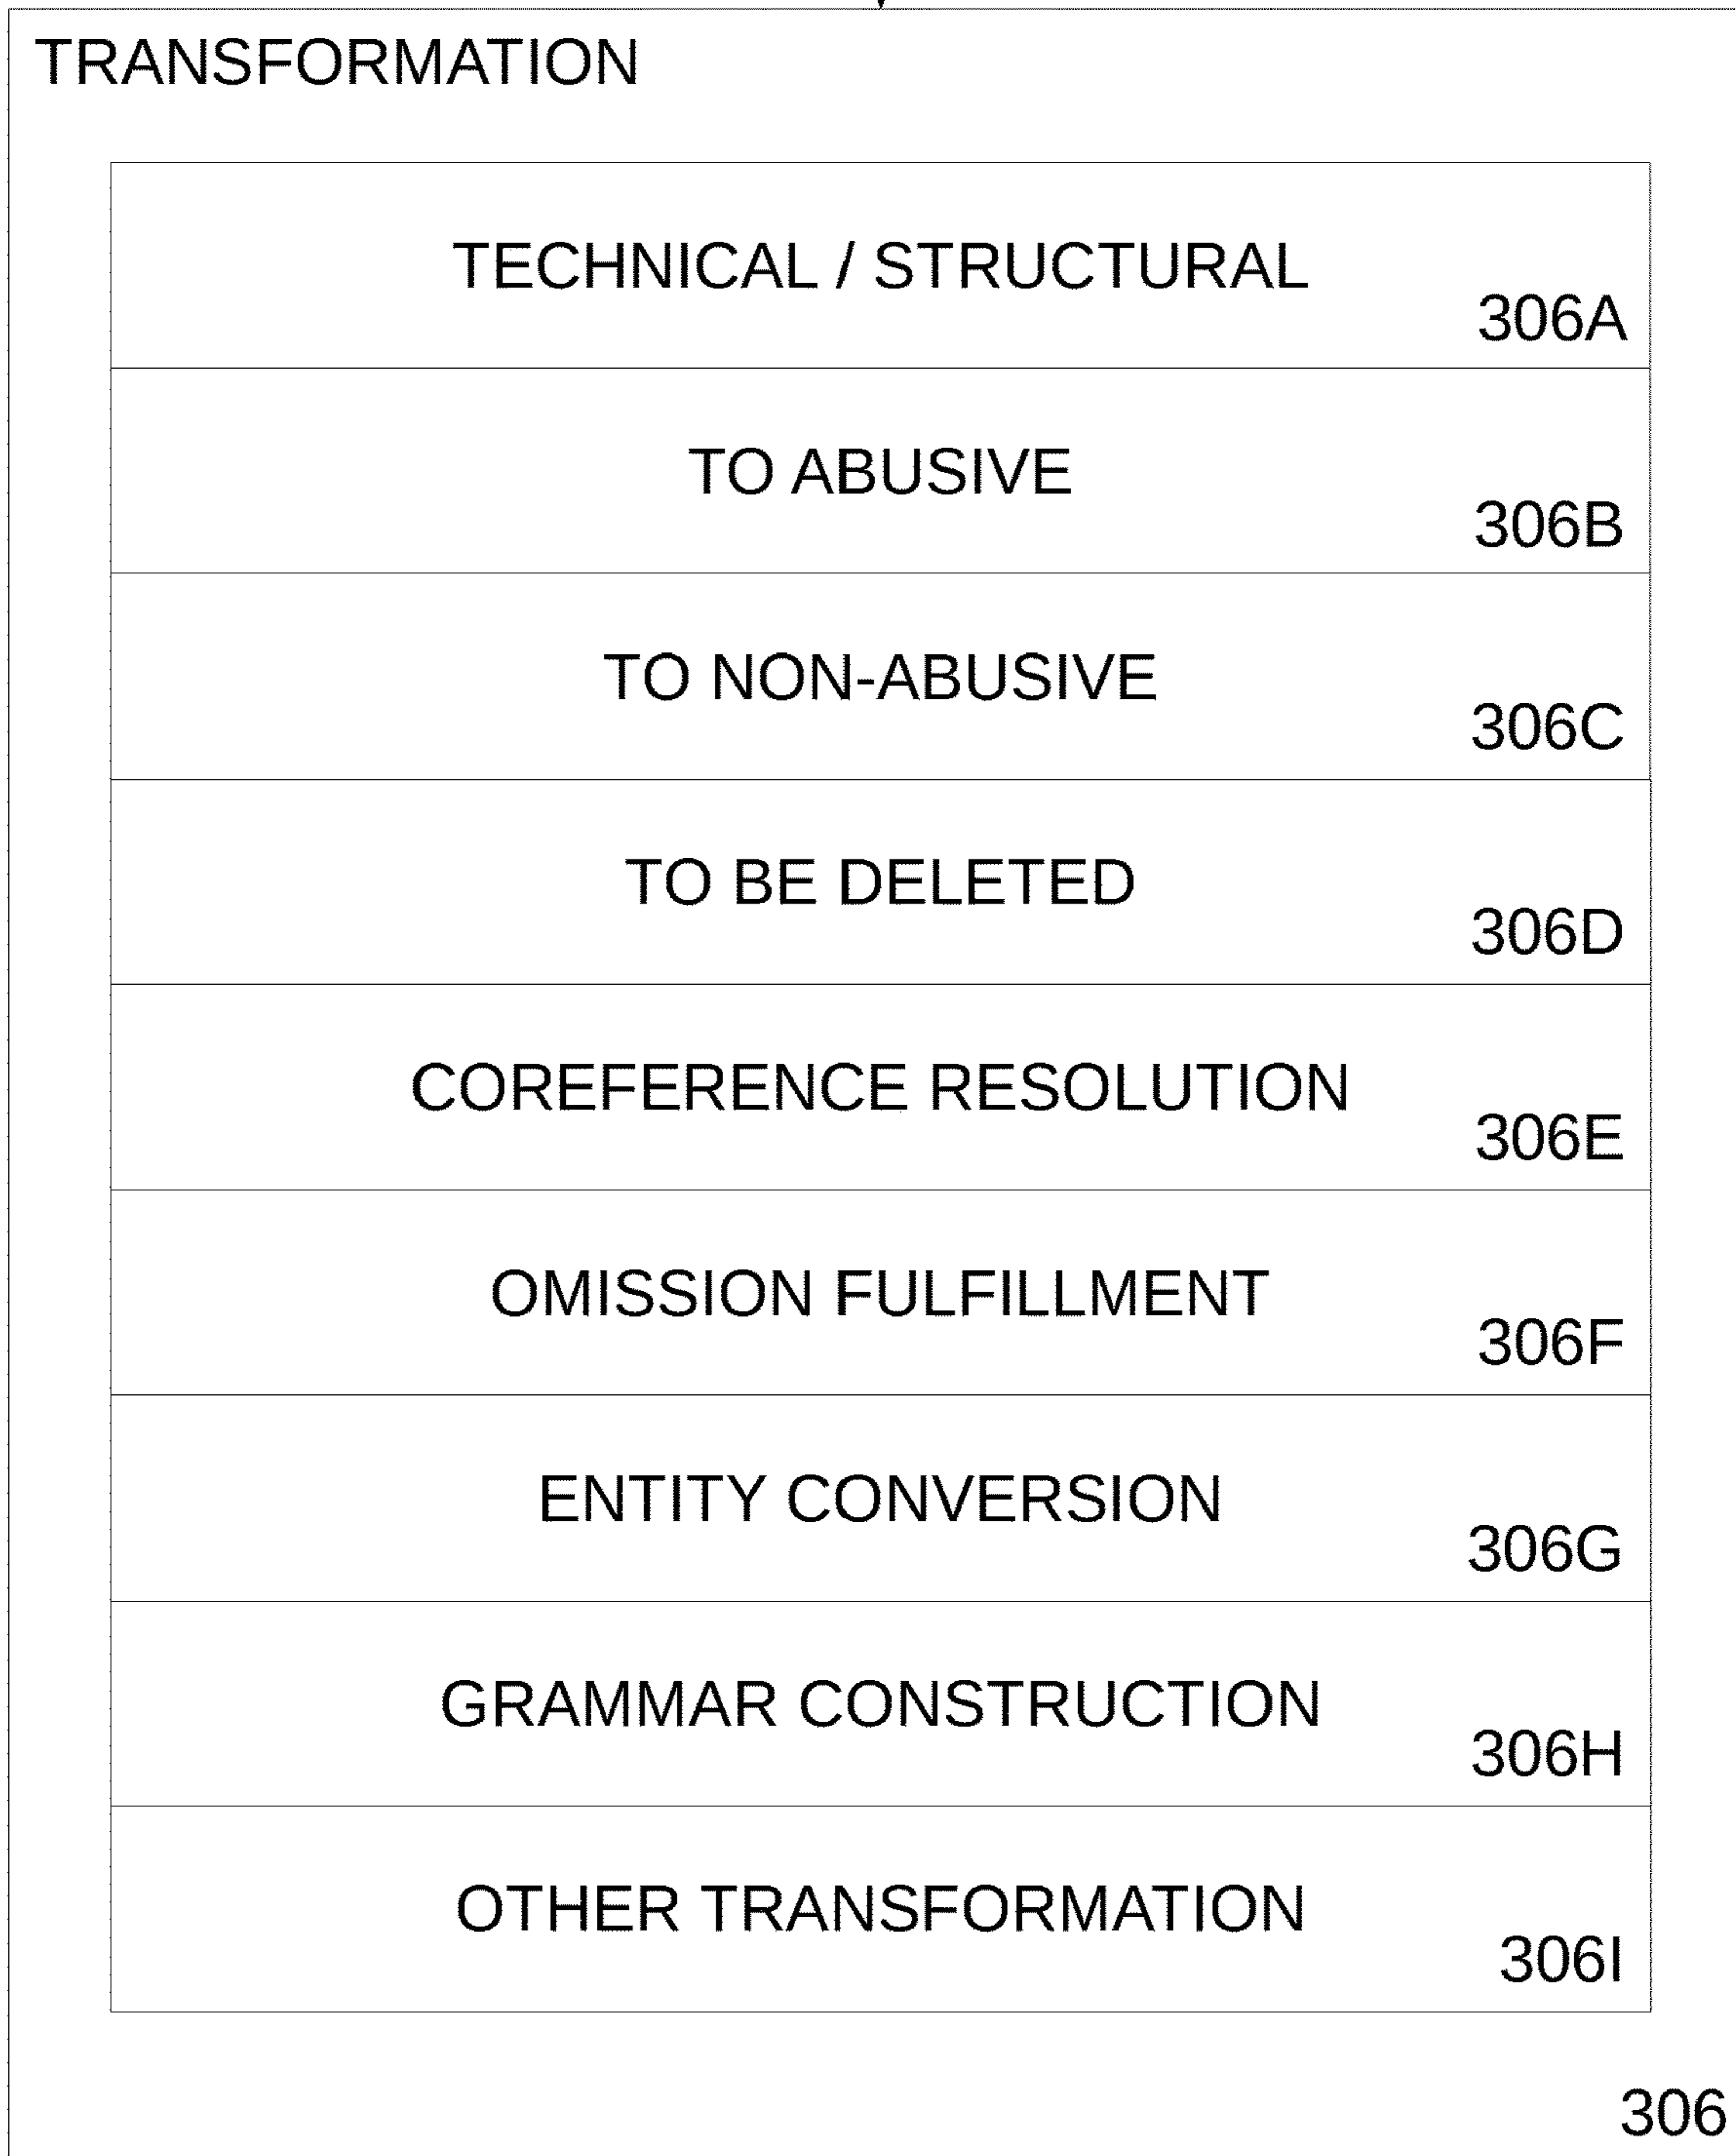 TRANSFORMATION
TECHNICAL / STRUCTURAL
306A
TO ABUSIVE
306B
TO NON-ABUSIVE
306C
TO BE DELETED
306D
COREFERENCE RESOLUTION
306E
OMISSION FULFILLMENT
306F
ENTITY CONVERSION
306G
GRAMMAR CONSTRUCTION
306H
OTHER TRANSFORMATION
306I
306